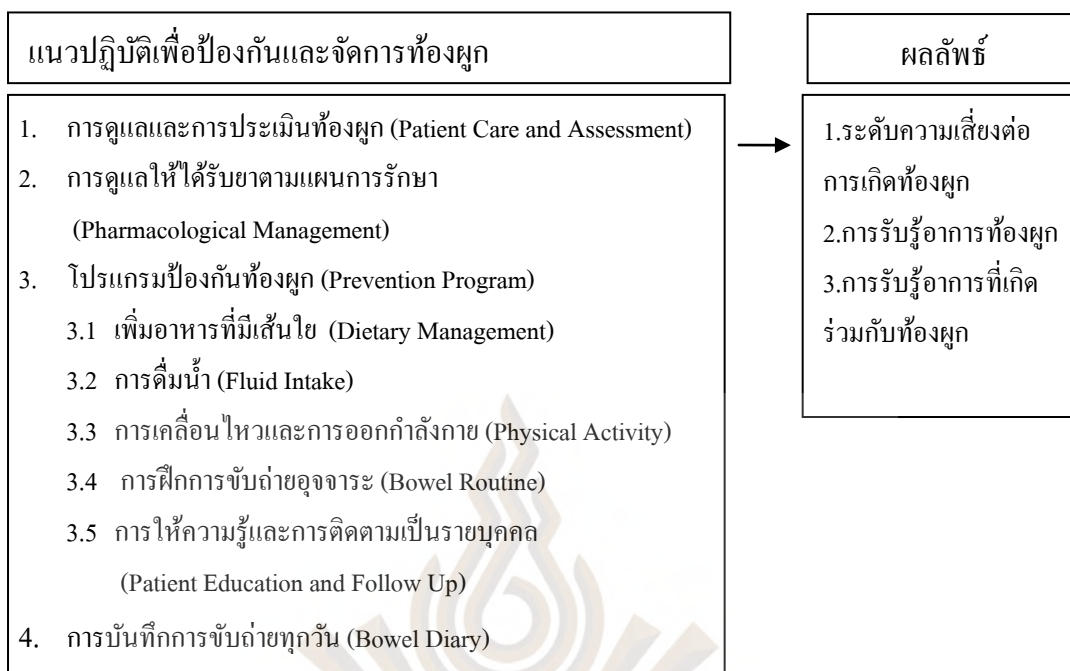 แนวปฏิบัติเพื่อป้องกันและจัดการท้องผูก
1. การดูแลและการประเมินท้องผูก (Patient Care and Assessment)
2. การดูแลให้ได้รับยาตามแผนการรักษา
(Pharmacological Management)
3. โปรแกรมป้องกันท้องผูก (Prevention Program)
3.1 เพิ่มอาหารที่มีเส้นใย (Dietary Management)
3.2 การดื่มน้ำ (Fluid Intake)
3.3 การเคลื่อนไหวและการออกกำลังกาย (Physical Activity)
3.4 การฝึกการขับถ่ายอุจจาระ (Bowel Routine)
3.5 การให้ความรู้และการติดตามเป็นรายบุคคล
(Patient Education and Follow Up)
4. การบันทึกการขับถ่ายทุกวัน (Bowel Diary)
ผลลัพธ์
1.ระดับความเสี่ยงต่อ
การเกิดท้องผูก
2.การรับรู้อาการท้องผูก
3.การรับรู้อาการที่เกิด
ร่วมกับท้องผูก